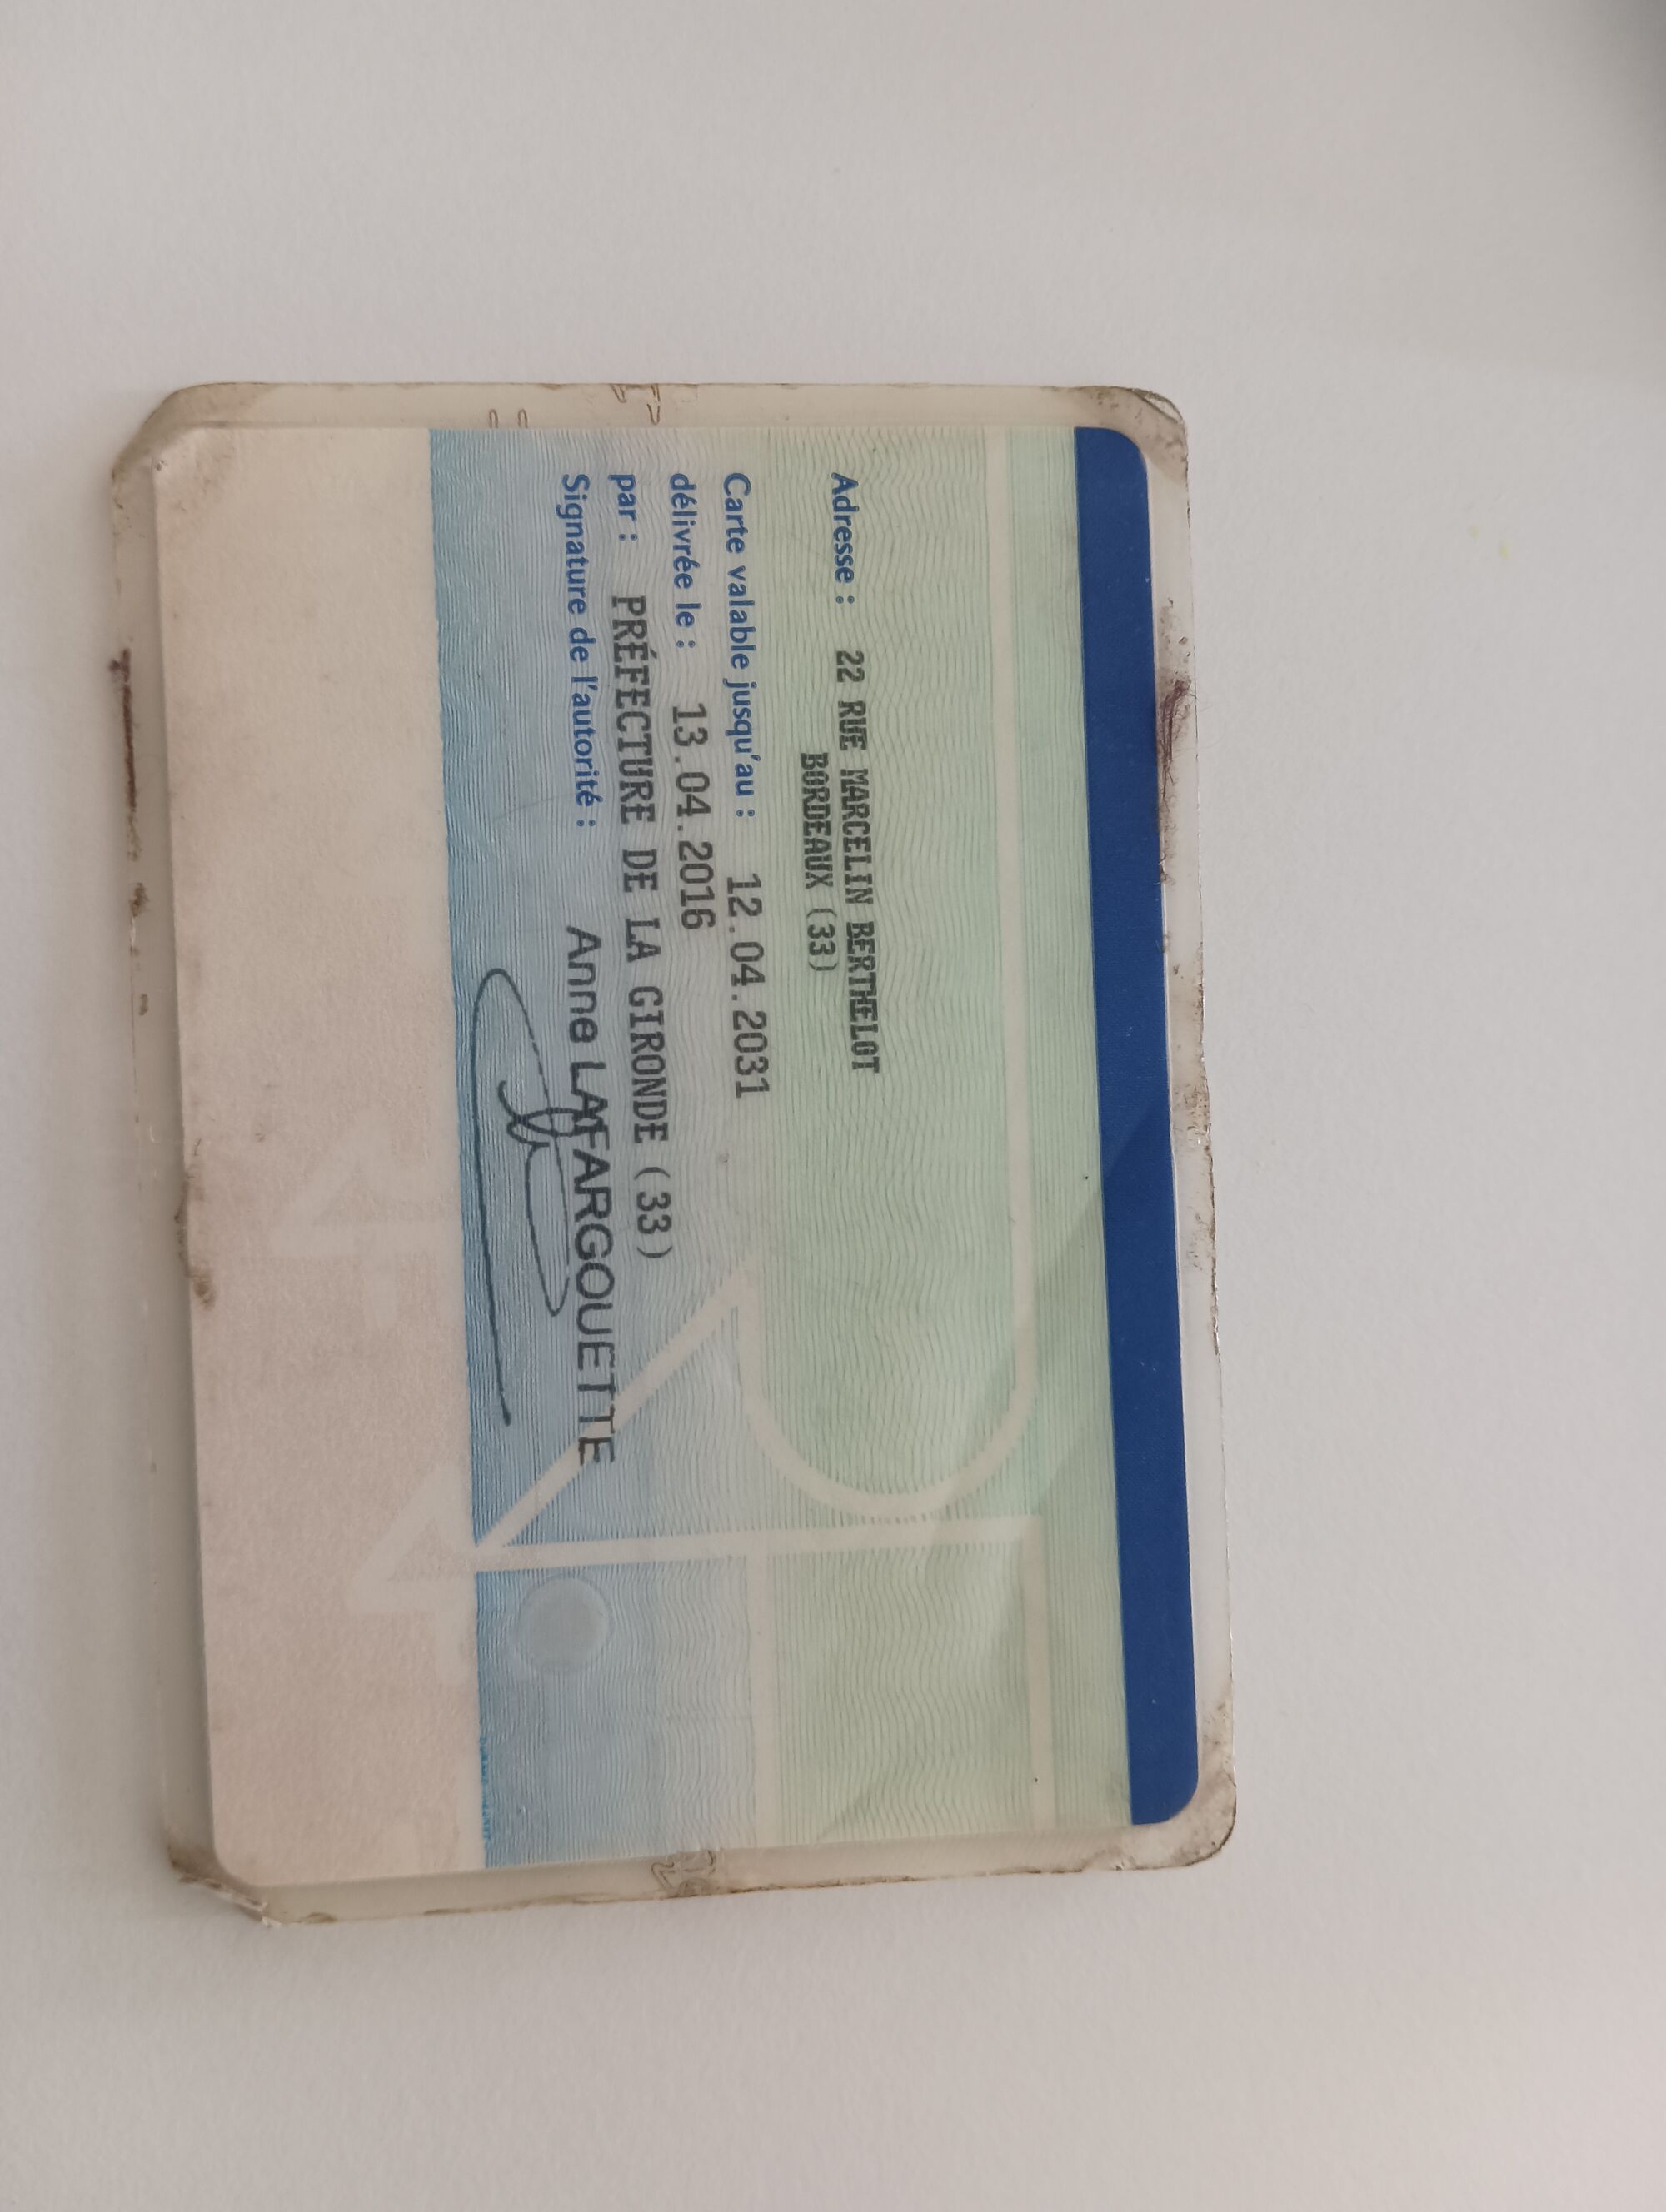 Adresse : 22 RUE MARCELIN BERTHELOT
BORDEAUX (33)
Carte valable jusqu'au : 12.04.2031
délivrée le : 13.04.2016
par : PRÉFECTURE DE LA GIRONDE (33)
Signature de l'autorité : Anne LAFARGOUETTE